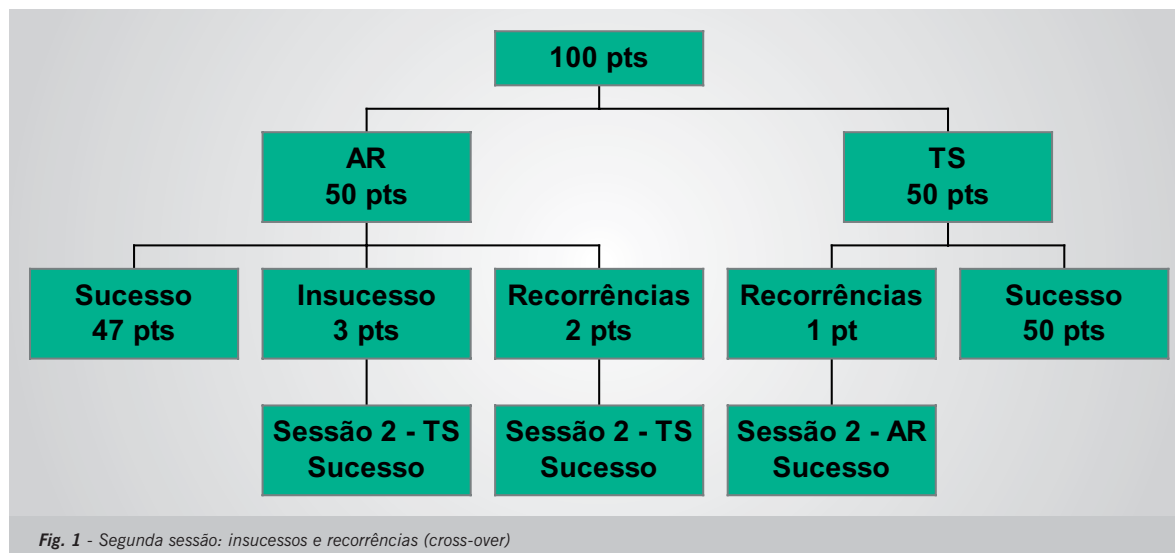 100 pts
AR
50 pts
TS
50 pts
Sucesso
47 pts
Insucesso
3 pts
Recorrências
2 pts
Recorrências
1 pt
Sucesso
50 pts
Sessão 2 - TS
Sucesso
Sessão 2 - TS
Sucesso
Sessão 2 - AR
Sucesso
Fig. 1 - Segunda sessão: insucessos e recorrências (cross-over)